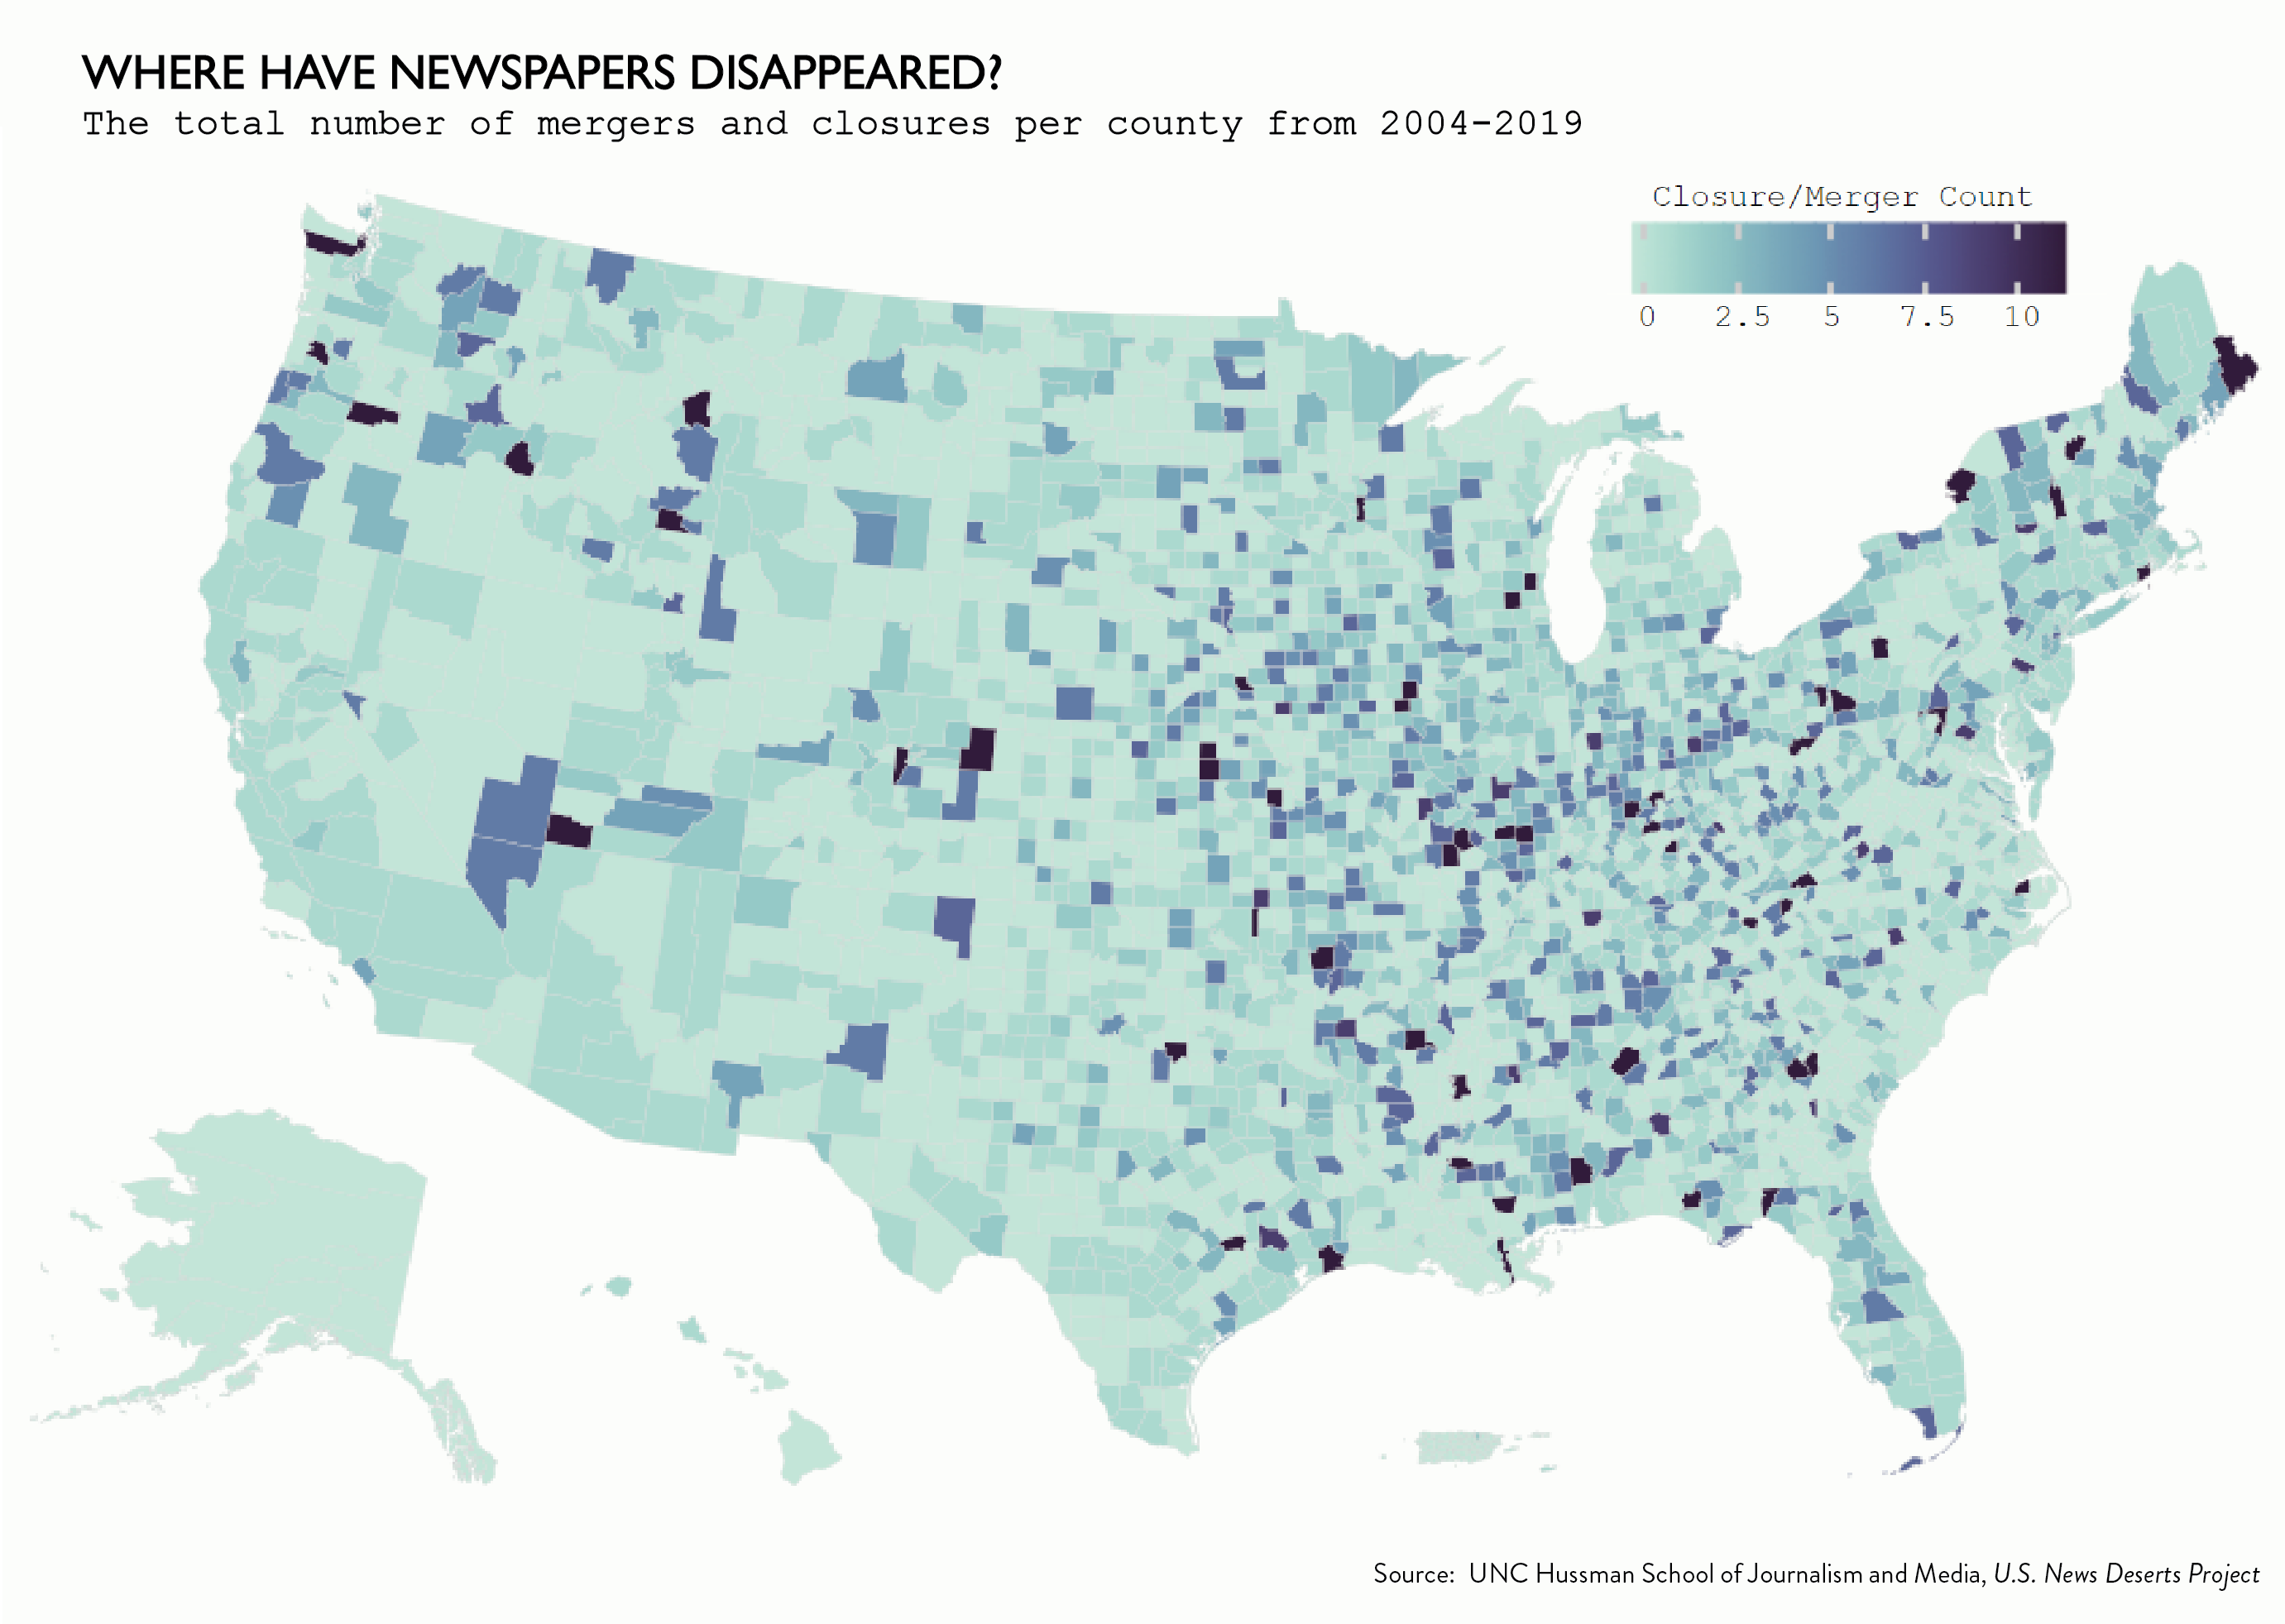 WHERE HAVE NEWSPAPERS DISAPPEARED?
The total number of mergers and closures per county from 2004-2019
Closure/Merger Count
0 2.5 5 7.5 10
Source: UNC Hussman School of Journalism and Media, U.S. News Deserts Project